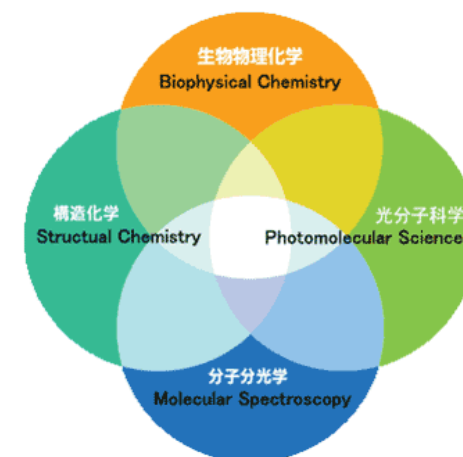 生物物理化学
Biophysical Chemistry
構造化学
Structual Chemistry
光分子科学
Photomolecular Science
分子分光学
Molecular Spectroscopy